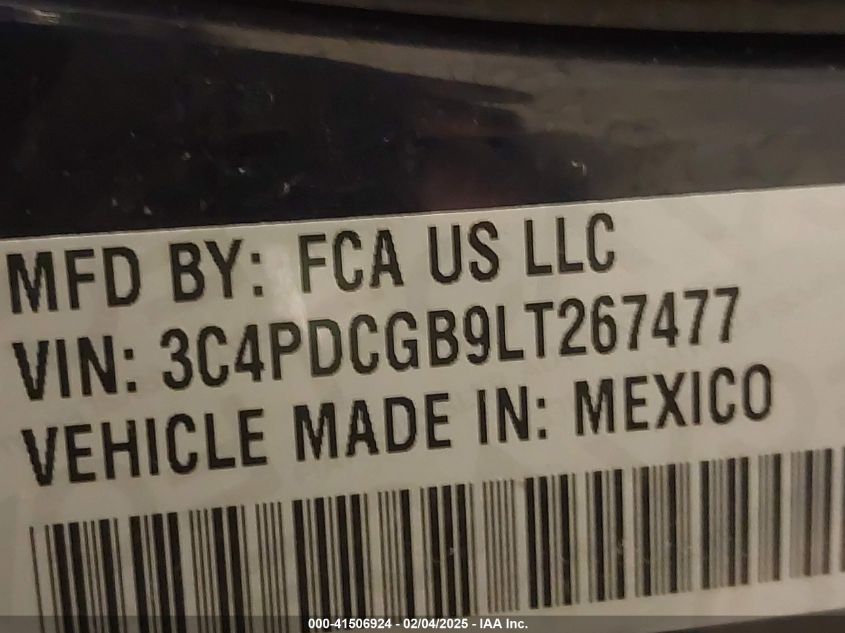 MFD BY: FCA US LLC
VIN: 3C4PDCGB9LT267477
VEHICLE MADE IN: MEXICO
000-41506924 - 02/04/2025 - IAA Inc.